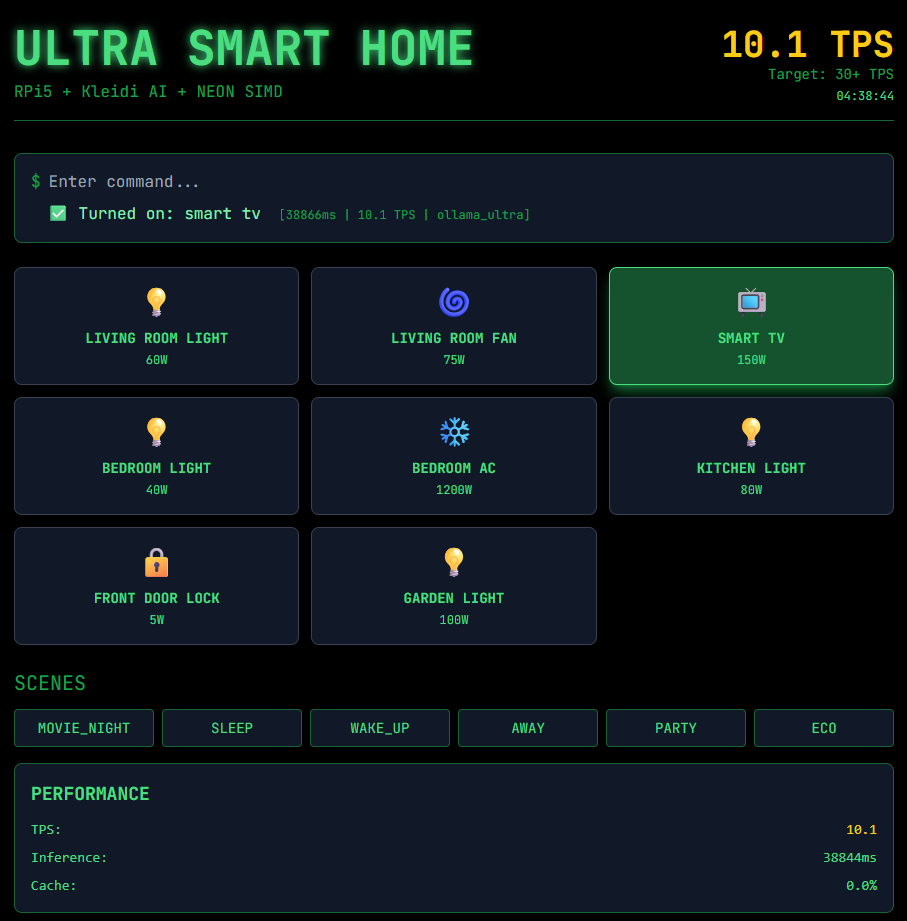 ULTRA SMART HOME
10.1 TPS
RPi5 + Kleidi AI + NEON SIMD
Target: 30+ TPS
04:38:44
$ Enter command...
✅ Turned on: smart tv [38866ms | 10.1 TPS | ollama_ultra]
LIVING ROOM LIGHT
60W
LIVING ROOM FAN
75W
SMART TV
150W
BEDROOM LIGHT
40W
BEDROOM AC
1200W
KITCHEN LIGHT
80W
FRONT DOOR LOCK
5W
GARDEN LIGHT
100W
SCENES
MOVIE_NIGHT
SLEEP
WAKE_UP
AWAY
PARTY
ECO
PERFORMANCE
TPS: 10.1
Inference: 38844ms
Cache: 0.0%